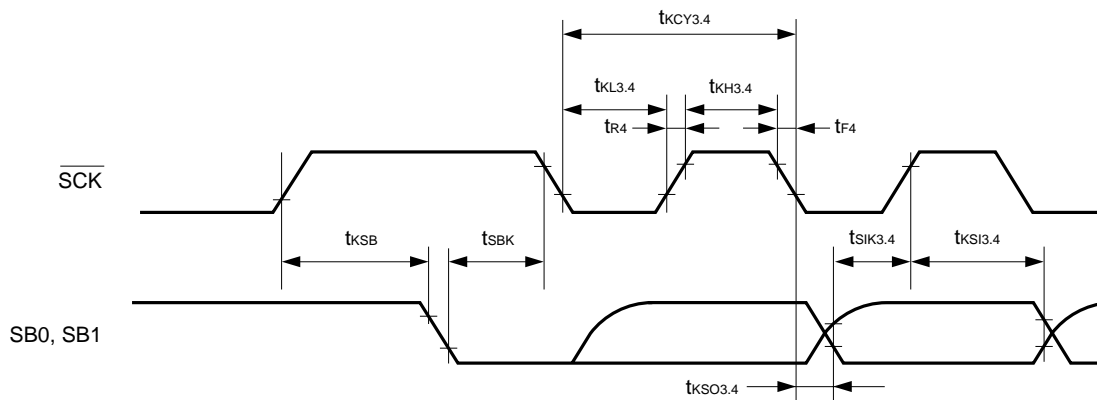 tKCY3.4
tKL3.4
tKH3.4
tR4
tF4
SCK
tKSB
tSBK
tSIK3.4
tKSI3.4
SB0, SB1
tKSO3.4